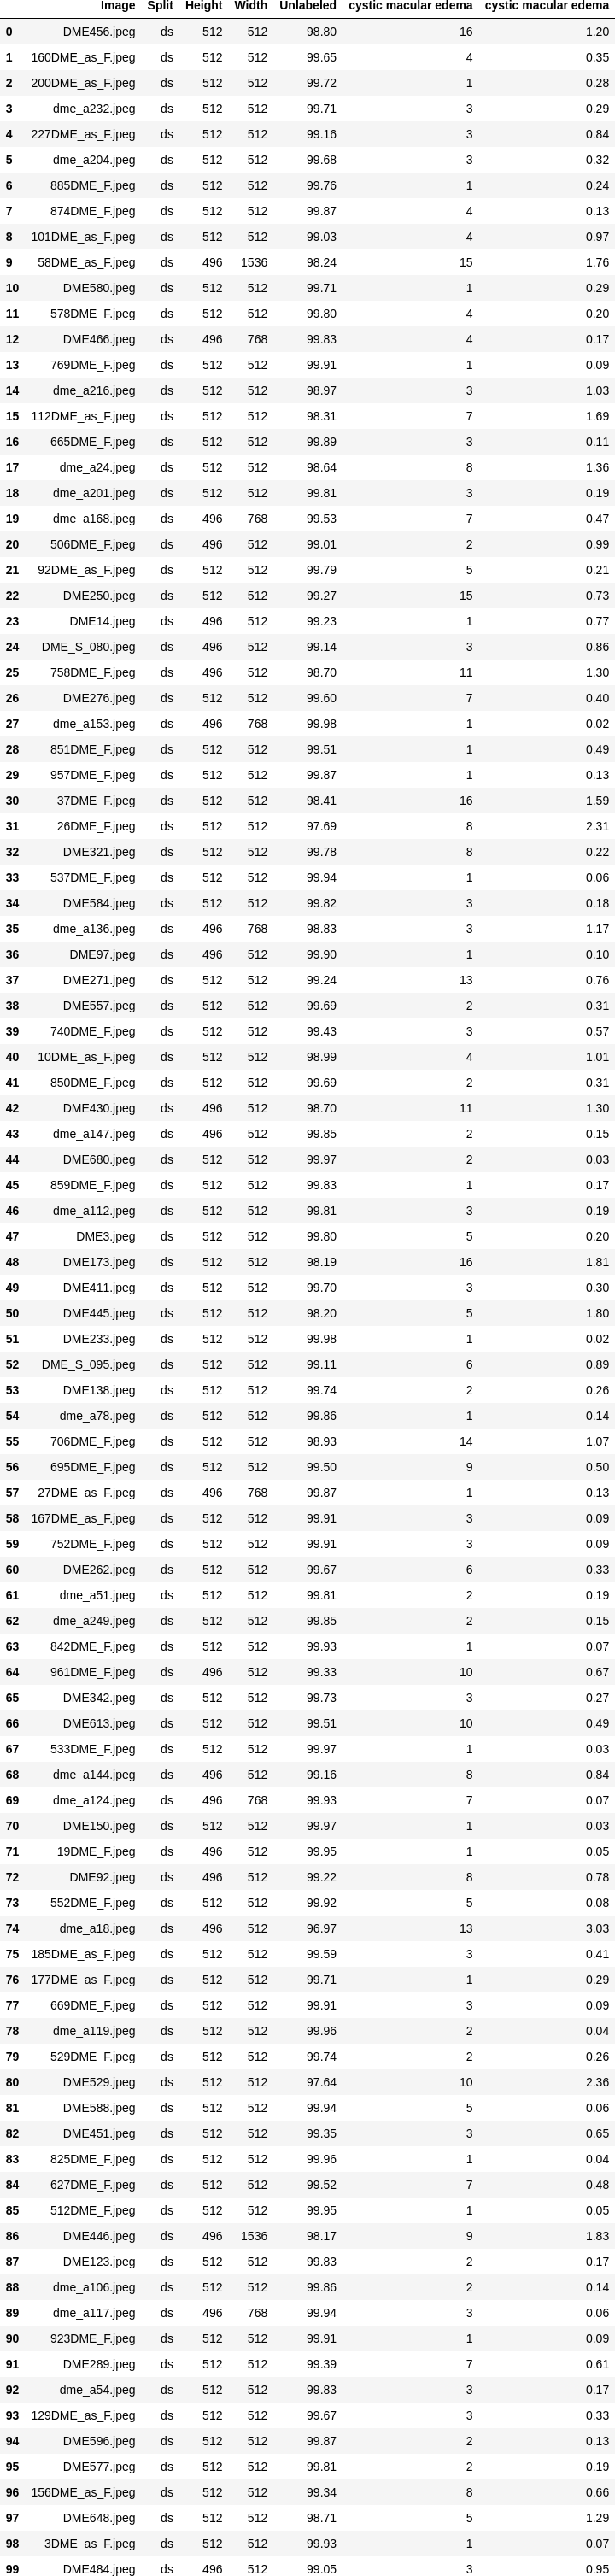 Image Split Height Width Unlabeled cystic macular edema cystic macular edema
0 DME456.jpeg ds 512 512 98.80 16 1.20
1 160DME_as_F.jpeg ds 512 512 99.65 4 0.35
2 200DME_as_F.jpeg ds 512 512 99.72 1 0.28
3 dme_a232.jpeg ds 512 512 99.71 3 0.29
4 227DME_as_F.jpeg ds 512 512 99.16 3 0.84
5 dme_a204.jpeg ds 512 512 99.68 3 0.32
6 885DME_F.jpeg ds 512 512 99.76 1 0.24
7 874DME_F.jpeg ds 512 512 99.87 4 0.13
8 101DME_as_F.jpeg ds 512 512 99.03 4 0.97
9 58DME_as_F.jpeg ds 496 1536 98.24 15 1.76
10 DME580.jpeg ds 512 512 99.71 1 0.29
11 578DME_F.jpeg ds 512 512 99.80 4 0.20
12 DME466.jpeg ds 496 768 99.83 4 0.17
13 769DME_F.jpeg ds 512 512 99.91 1 0.09
14 dme_a216.jpeg ds 512 512 98.97 3 1.03
15 112DME_as_F.jpeg ds 512 512 98.31 7 1.69
16 665DME_F.jpeg ds 512 512 99.89 3 0.11
17 dme_a24.jpeg ds 512 512 98.64 8 1.36
18 dme_a201.jpeg ds 512 512 99.81 3 0.19
19 dme_a168.jpeg ds 496 768 99.53 7 0.47
20 506DME_F.jpeg ds 496 512 99.01 2 0.99
21 92DME_as_F.jpeg ds 512 512 99.79 5 0.21
22 DME250.jpeg ds 512 512 99.27 15 0.73
23 DME14.jpeg ds 496 512 99.23 1 0.77
24 DME_S_080.jpeg ds 496 512 99.14 3 0.86
25 758DME_F.jpeg ds 496 512 98.70 11 1.30
26 DME276.jpeg ds 512 512 99.60 7 0.40
27 dme_a153.jpeg ds 496 768 99.98 1 0.02
28 851DME_F.jpeg ds 512 512 99.51 1 0.49
29 957DME_F.jpeg ds 512 512 99.87 1 0.13
30 37DME_F.jpeg ds 512 512 98.41 16 1.59
31 26DME_F.jpeg ds 512 512 97.69 8 2.31
32 DME321.jpeg ds 512 512 99.78 8 0.22
33 537DME_F.jpeg ds 512 512 99.94 1 0.06
34 DME584.jpeg ds 512 512 99.82 3 0.18
35 dme_a136.jpeg ds 496 768 98.83 3 1.17
36 DME97.jpeg ds 496 512 99.90 1 0.10
37 DME271.jpeg ds 512 512 99.24 13 0.76
38 DME557.jpeg ds 512 512 99.69 2 0.31
39 740DME_F.jpeg ds 512 512 99.43 3 0.57
40 10DME_as_F.jpeg ds 512 512 98.99 4 1.01
41 850DME_F.jpeg ds 512 512 99.69 2 0.31
42 DME430.jpeg ds 496 512 98.70 11 1.30
43 dme_a147.jpeg ds 496 512 99.85 2 0.15
44 DME680.jpeg ds 512 512 99.97 2 0.03
45 859DME_F.jpeg ds 512 512 99.83 1 0.17
46 dme_a112.jpeg ds 512 512 99.81 3 0.19
47 DME3.jpeg ds 512 512 99.80 5 0.20
48 DME173.jpeg ds 512 512 98.19 16 1.81
49 DME411.jpeg ds 512 512 99.70 3 0.30
50 DME445.jpeg ds 512 512 98.20 5 1.80
51 DME233.jpeg ds 512 512 99.98 1 0.02
52 DME_S_095.jpeg ds 512 512 99.11 6 0.89
53 DME138.jpeg ds 512 512 99.74 2 0.26
54 dme_a78.jpeg ds 512 512 99.86 1 0.14
55 706DME_F.jpeg ds 512 512 98.93 14 1.07
56 695DME_F.jpeg ds 512 512 99.50 9 0.50
57 27DME_as_F.jpeg ds 496 768 99.87 1 0.13
58 167DME_as_F.jpeg ds 512 512 99.91 3 0.09
59 752DME_F.jpeg ds 512 512 99.91 3 0.09
60 DME262.jpeg ds 512 512 99.67 6 0.33
61 dme_a51.jpeg ds 512 512 99.81 2 0.19
62 dme_a249.jpeg ds 512 512 99.85 2 0.15
63 842DME_F.jpeg ds 512 512 99.93 1 0.07
64 961DME_F.jpeg ds 496 512 99.33 10 0.67
65 DME342.jpeg ds 512 512 99.73 3 0.27
66 DME613.jpeg ds 512 512 99.51 10 0.49
67 533DME_F.jpeg ds 512 512 99.97 1 0.03
68 dme_a144.jpeg ds 496 512 99.16 8 0.84
69 dme_a124.jpeg ds 496 768 99.93 7 0.07
70 DME150.jpeg ds 512 512 99.97 1 0.03
71 19DME_F.jpeg ds 496 512 99.95 1 0.05
72 DME92.jpeg ds 496 512 99.22 8 0.78
73 552DME_F.jpeg ds 512 512 99.92 5 0.08
74 dme_a18.jpeg ds 496 512 96.97 13 3.03
75 185DME_as_F.jpeg ds 512 512 99.59 3 0.41
76 177DME_as_F.jpeg ds 512 512 99.71 1 0.29
77 669DME_F.jpeg ds 512 512 99.91 3 0.09
78 dme_a119.jpeg ds 512 512 99.96 2 0.04
79 529DME_F.jpeg ds 512 512 99.74 2 0.26
80 DME529.jpeg ds 512 512 97.64 10 2.36
81 DME588.jpeg ds 512 512 99.94 5 0.06
82 DME451.jpeg ds 512 512 99.35 3 0.65
83 825DME_F.jpeg ds 512 512 99.96 1 0.04
84 627DME_F.jpeg ds 512 512 99.52 7 0.48
85 512DME_F.jpeg ds 512 512 99.95 1 0.05
86 DME446.jpeg ds 496 1536 98.17 9 1.83
87 DME123.jpeg ds 512 512 99.83 2 0.17
88 dme_a106.jpeg ds 512 512 99.86 2 0.14
89 dme_a117.jpeg ds 496 768 99.94 3 0.06
90 923DME_F.jpeg ds 512 512 99.91 1 0.09
91 DME289.jpeg ds 512 512 99.39 7 0.61
92 dme_a54.jpeg ds 512 512 99.83 3 0.17
93 129DME_as_F.jpeg ds 512 512 99.67 3 0.33
94 DME596.jpeg ds 512 512 99.87 2 0.13
95 DME577.jpeg ds 512 512 99.81 2 0.19
96 156DME_as_F.jpeg ds 512 512 99.34 8 0.66
97 DME648.jpeg ds 512 512 98.71 5 1.29
98 3DME_as_F.jpeg ds 512 512 99.93 1 0.07
99 DME484.jpeg ds 496 512 99.05 3 0.95